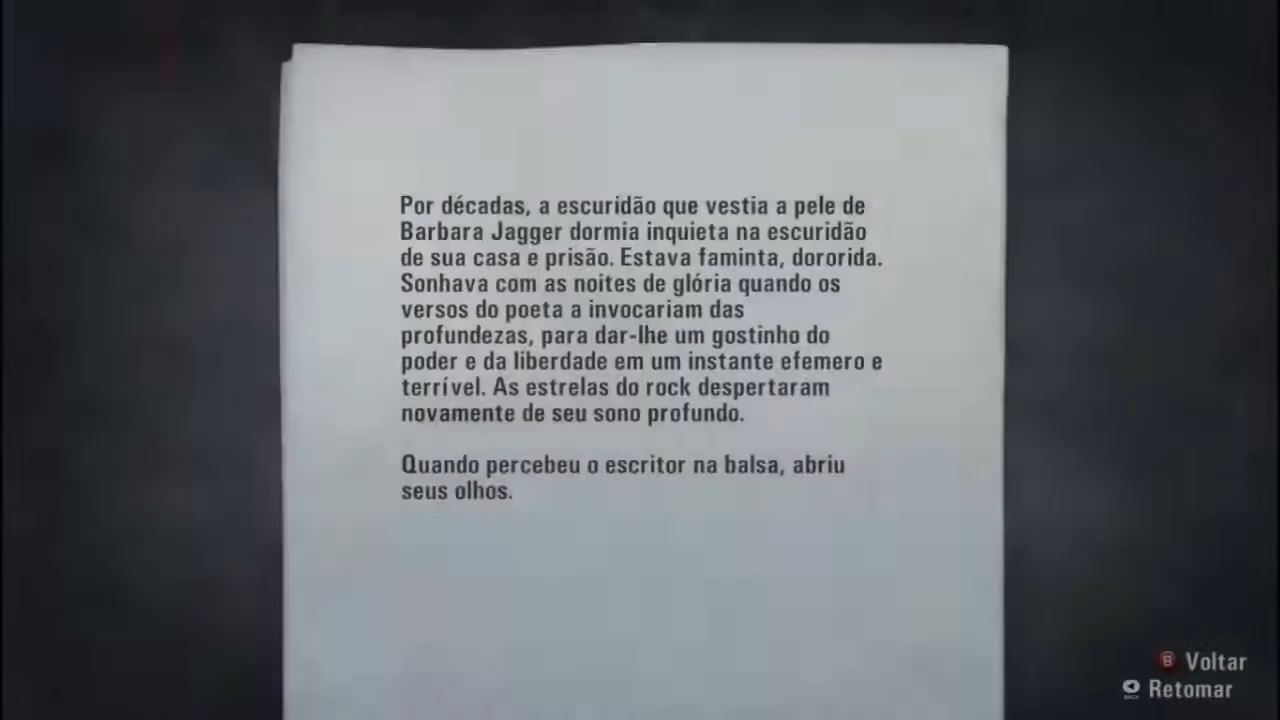 Por décadas, a escuridão que vestia a pele de
Barbara Jagger dormia inquieta na escuridão
de sua casa e prisão. Estava faminta, dororida.
Sonhava com as noites de glória quando os
versos do poeta a invocariam das
profundezas, para dar-lhe um gostinho do
poder e da liberdade em um instante efemero e
terrível. As estrelas do rock despertaram
novamente de seu sono profundo.
Quando percebeu o escritor na balsa, abriu
seus olhos.
B Voltar
BACK Retomar